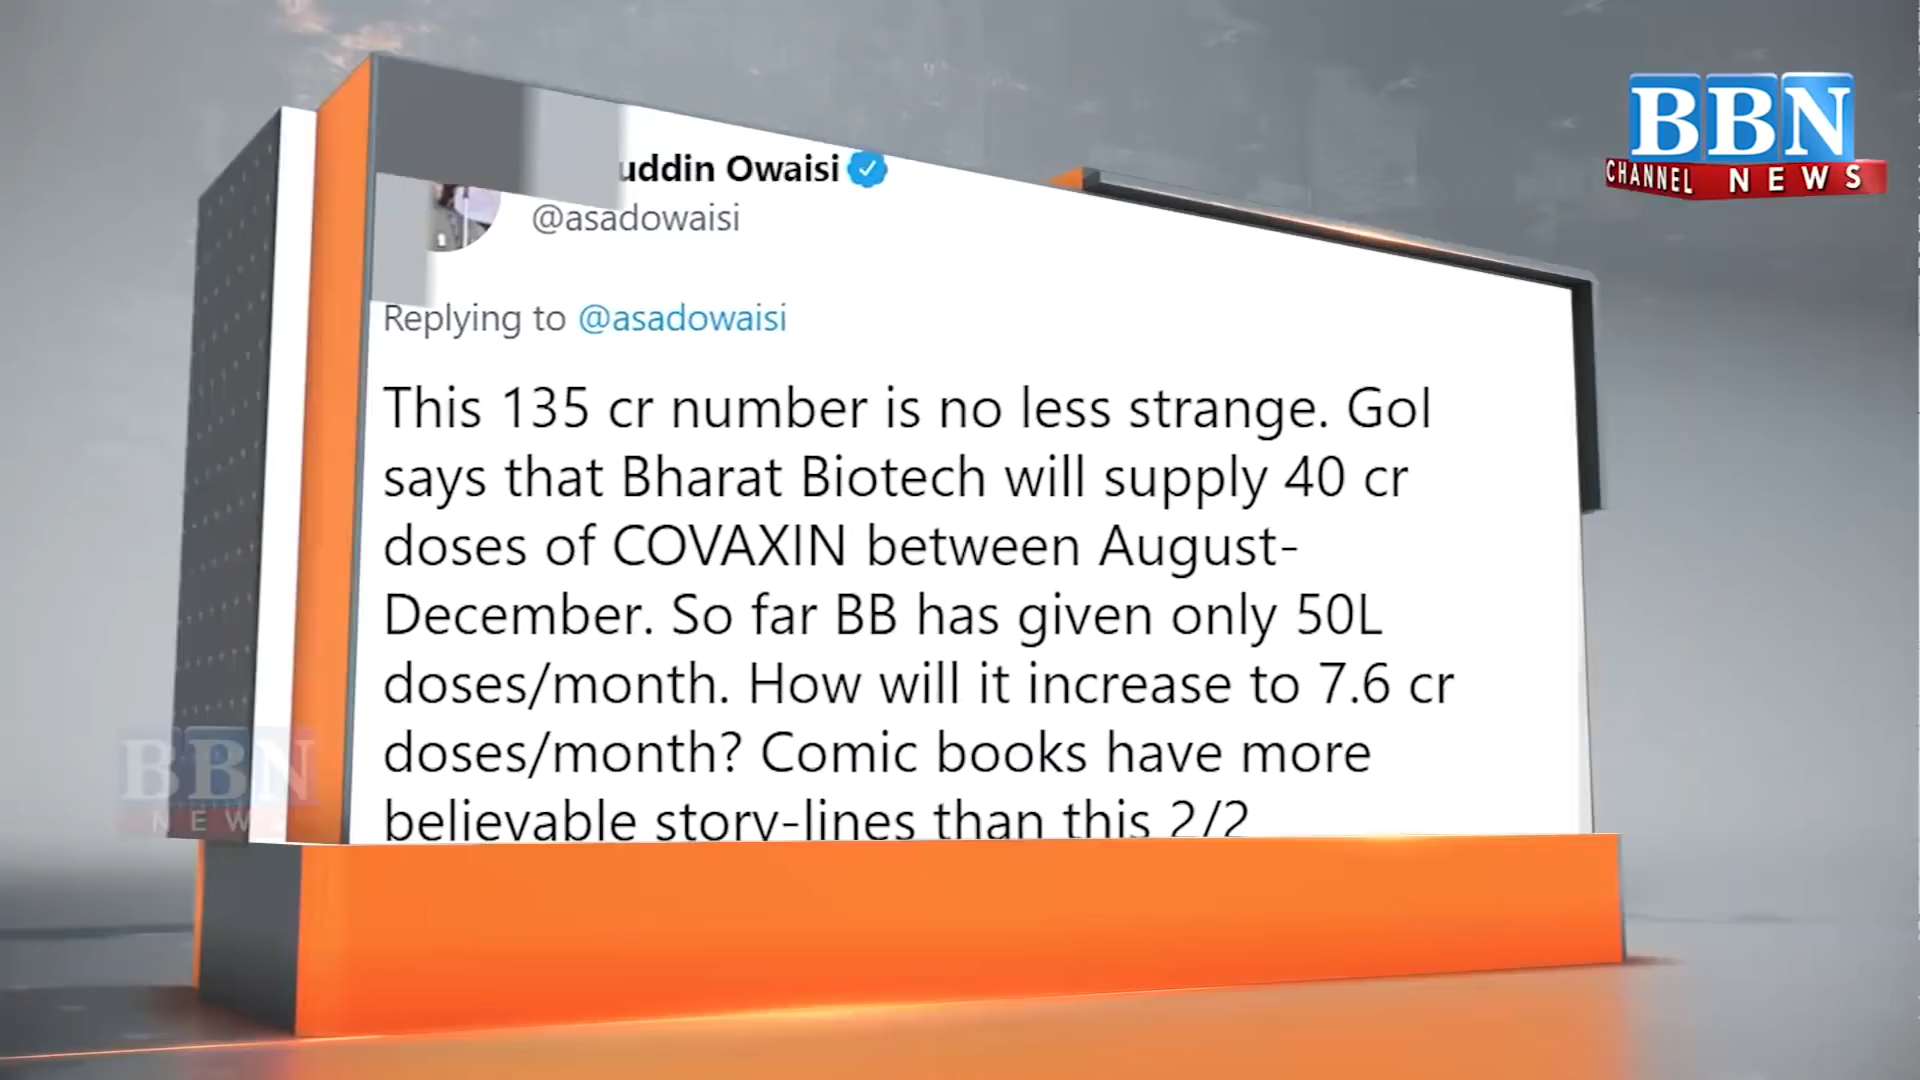 BBN
CHANNEL NEWS
uddin Owaisi
@asadowaisi
Replying to @asadowaisi
This 135 cr number is no less strange. GoI
says that Bharat Biotech will supply 40 cr
doses of COVAXIN between August-
December. So far BB has given only 50L
doses/month. How will it increase to 7.6 cr
doses/month? Comic books have more
believable story-lines than this 2/2
BBN
NEWS